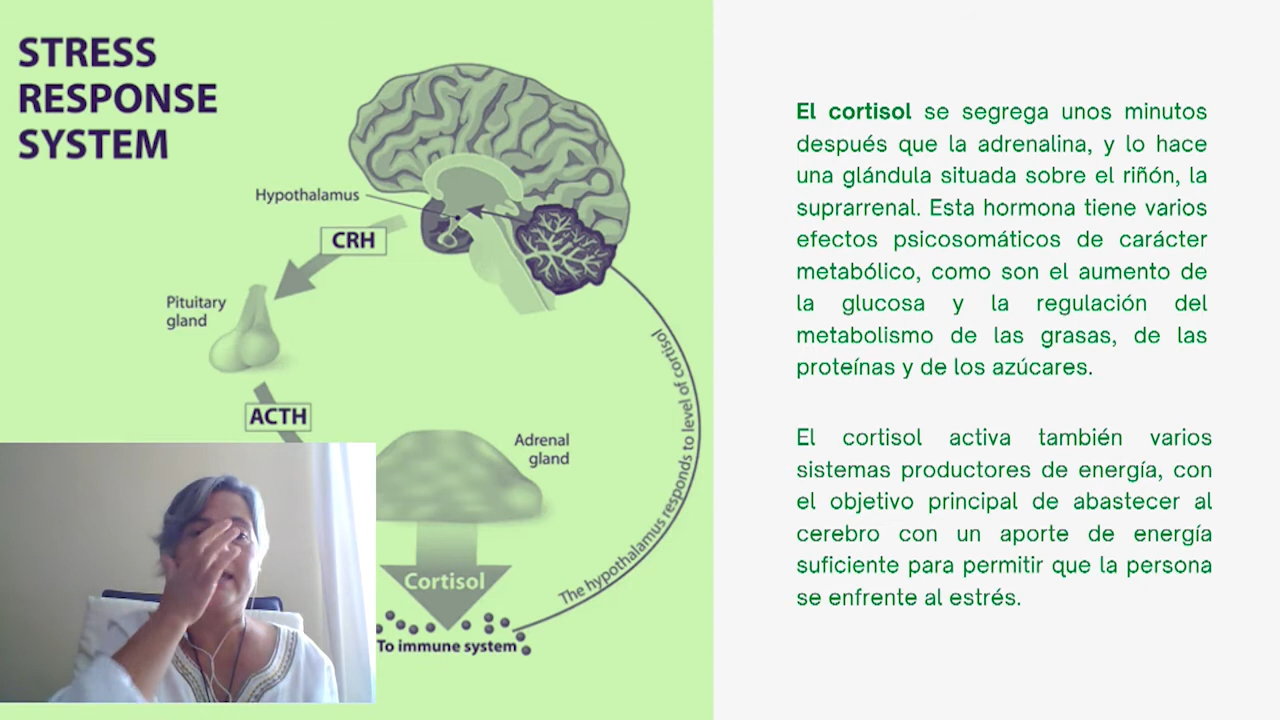 STRESS
RESPONSE
SYSTEM
Hypothalamus
CRH
Pituitary
gland
ACTH
Adrenal
gland
Cortisol
To immune system
The hypothalamus responds to level of cortisol
El cortisol se segrega unos minutos
después que la adrenalina, y lo hace
una glándula situada sobre el riñón, la
suprarrenal. Esta hormona tiene varios
efectos psicosomáticos de carácter
metabólico, como son el aumento de
la glucosa y la regulación del
metabolismo de las grasas, de las
proteínas y de los azúcares.
El cortisol activa también varios
sistemas productores de energía, con
el objetivo principal de abastecer al
cerebro con un aporte de energía
suficiente para permitir que la persona
se enfrente al estrés.